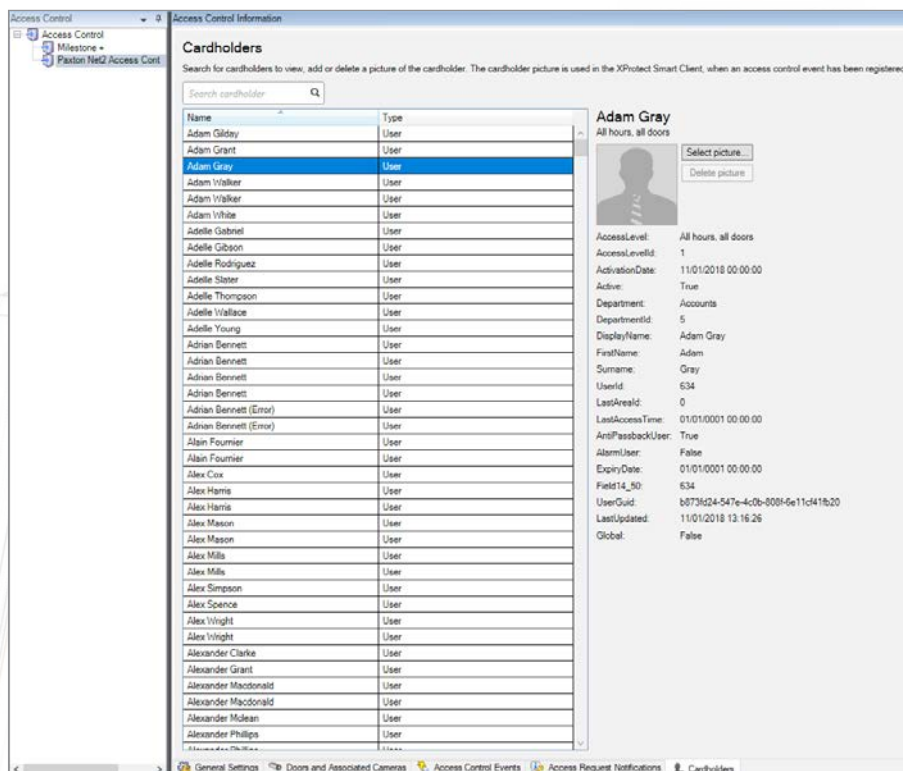 Access Control
Access Control
Milestone
Paxton Net2 Access Cont
Access Control Information
Cardholders
Search for cardholders to view, add or delete a picture of the cardholder. The cardholder picture is used in the XProtect Smart Client, when an access control event has been registered
Search cardholder
Name Type
Adam Gilday User
Adam Grant User
Adam Gray User
Adam Walker User
Adam Walker User
Adam White User
Adelle Gabriel User
Adelle Gibson User
Adelle Rodriguez User
Adelle Slater User
Adelle Thompson User
Adelle Wallace User
Adelle Young User
Adrian Bennett User
Adrian Bennett User
Adrian Bennett User
Adrian Bennett User
Adrian Bennett (Error) User
Adrian Bennett (Error) User
Alain Fournier User
Alain Fournier User
Alex Cox User
Alex Harris User
Alex Harris User
Alex Mason User
Alex Mason User
Alex Mills User
Alex Mills User
Alex Simpson User
Alex Spence User
Alex Wright User
Alex Wright User
Alexander Clarke User
Alexander Grant User
Alexander Macdonald User
Alexander Macdonald User
Alexander Mclean User
Alexander Phillips User
Adam Gray
All hours, all doors
Select picture...
Delete picture
AccessLevel: All hours, all doors
AccessLevelId: 1
ActivationDate: 11/01/2018 00:00:00
Active: True
Department: Accounts
DepartmentId: 5
DisplayName: Adam Gray
FirstName: Adam
Surname: Gray
UserId: 634
LastAreaId: 0
LastAccessTime: 01/01/0001 00:00:00
AntiPassbackUser: True
AlarmUser: False
ExpiryDate: 01/01/0001 00:00:00
Field14_50: 634
UserGuid: b873fd24-547e-4c0b-808f-6e11cf41fb20
LastUpdated: 11/01/2018 13:16:26
Global: False
General Settings Doors and Associated Cameras Access Control Events Access Request Notifications Cardholders